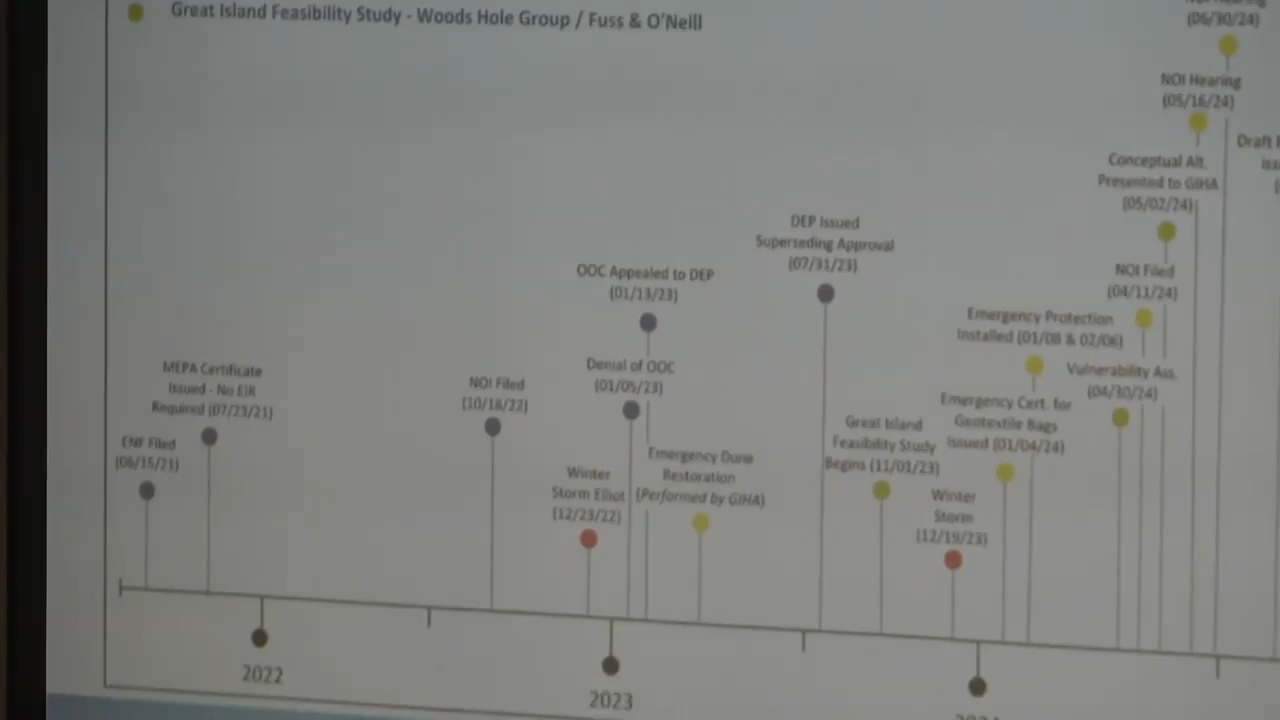 Great Island Feasibility Study - Woods Hole Group / Fuss & O'Neill
(06/30/24)
NOI Hearing
(05/16/24)
Draft
Conceptual Alt.
Presented to GIHA
(05/02/24)
DEP Issued
Superseding Approval
(07/31/23)
NOI Filed
(04/11/24)
OOC Appealed to DEP
(01/13/23)
Emergency Protection
Installed (01/08 & 02/06)
MEPA Certificate
Issued - No EIR
Required (07/23/21)
Denial of OOC
(01/05/23)
Vulnerability Ass.
(04/30/24)
NOI Filed
(10/18/22)
Emergency Cert. for
Geotextile Bags
Issued (01/04/24)
Great Island
Feasibility Study
Begins (11/01/23)
ENF Filed
(06/15/21)
Emergency Dune
Restoration
(Performed by GIHA)
Winter
Storm Elliot
(12/23/22)
Winter
Storm
(12/19/23)
2022
2023